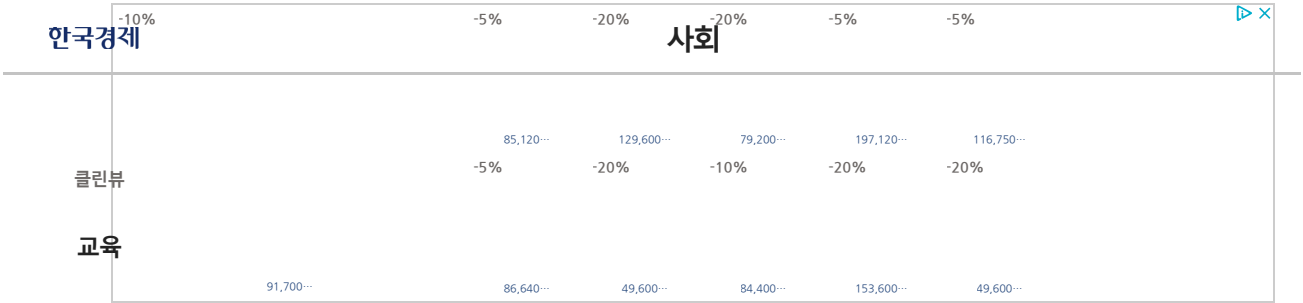 -10% -5% -20% -20% -5% -5%
한국경제 사회
85,120… 129,600… 79,200… 197,120… 116,750…
-5% -20% -10% -20% -20%
클린뷰
교육
91,700… 86,640… 49,600… 84,400… 153,600… 49,600…